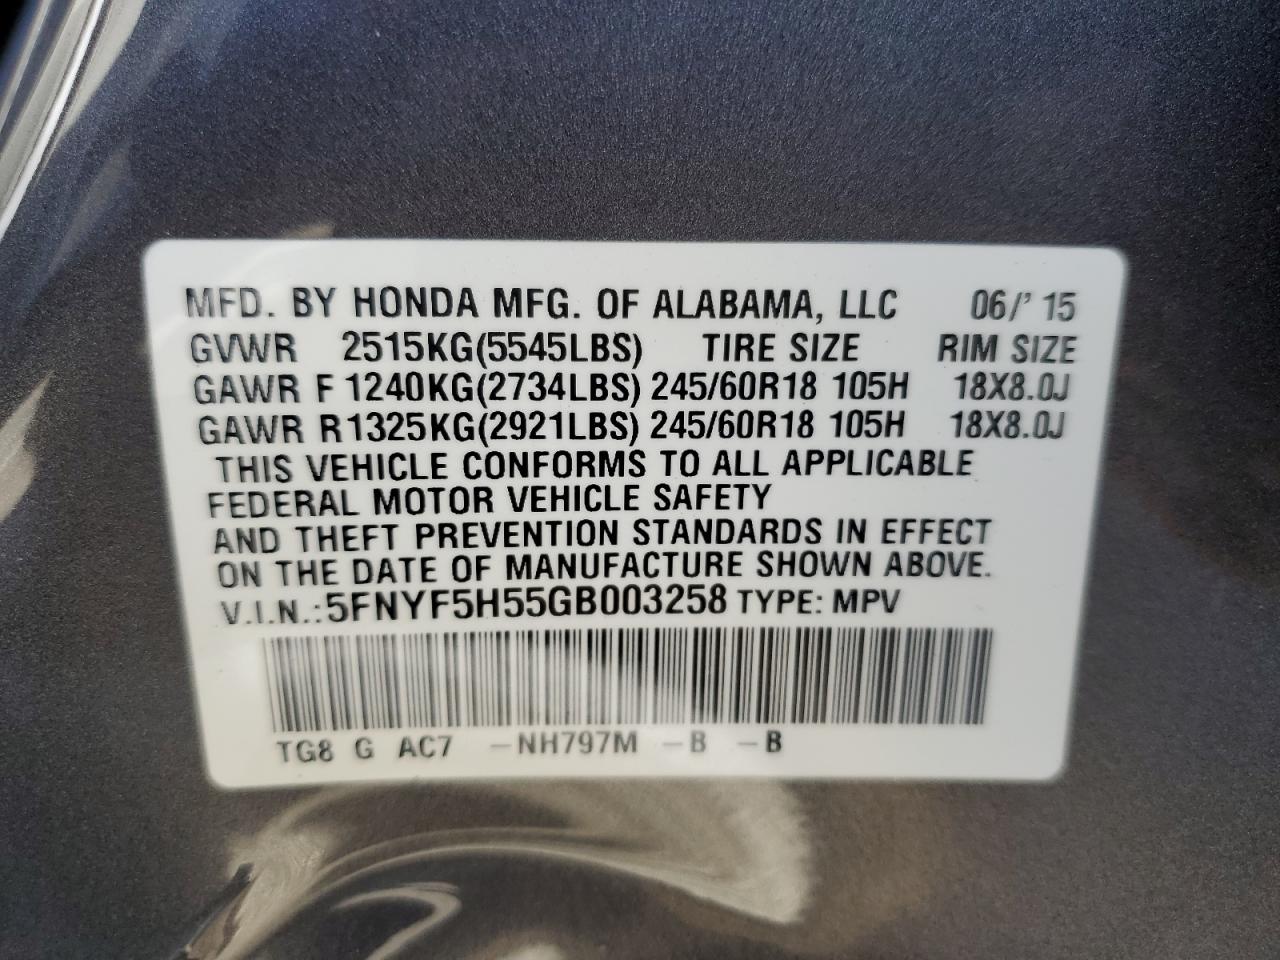 MFD. BY HONDA MFG. OF ALABAMA, LLC 06/' 15
GVWR 2515KG(5545LBS) TIRE SIZE RIM SIZE
GAWR F 1240KG(2734LBS) 245/60R18 105H 18X8.0J
GAWR R 1325KG(2921LBS) 245/60R18 105H 18X8.0J
THIS VEHICLE CONFORMS TO ALL APPLICABLE
FEDERAL MOTOR VEHICLE SAFETY
AND THEFT PREVENTION STANDARDS IN EFFECT
ON THE DATE OF MANUFACTURE SHOWN ABOVE.
V.I.N.: 5FNYF5H55GB003258 TYPE: MPV
TG8 G AC7 -NH797M -B -B